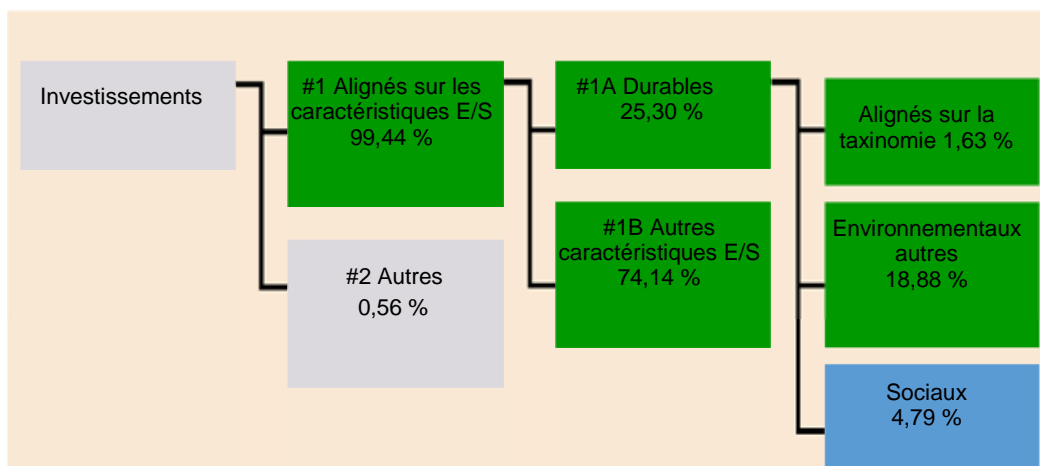 Investissements
#1 Alignés sur les
caractéristiques E/S
99,44 %
#2 Autres
0,56 %
#1A Durables
25,30 %
#1B Autres
caractéristiques E/S
74,14 %
Alignés sur la
taxinomie 1,63 %
Environnementaux
autres
18,88 %
Sociaux
4,79 %